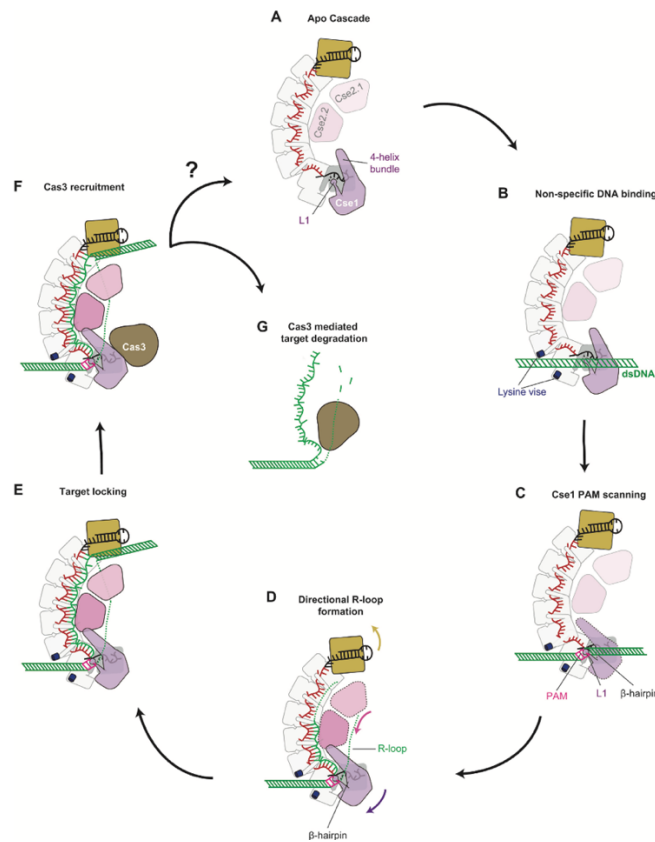 A
Apo Cascade
Cse2.1
Cse2.2
4-helix
bundle
Cse1
L1
?
B
Non-specific DNA binding
dsDNA
Lysine vise
C
Cse1 PAM scanning
PAM
L1
β-hairpin
D
Directional R-loop
formation
R-loop
β-hairpin
E
Target locking
F
Cas3 recruitment
Cas3
G
Cas3 mediated
target degradation